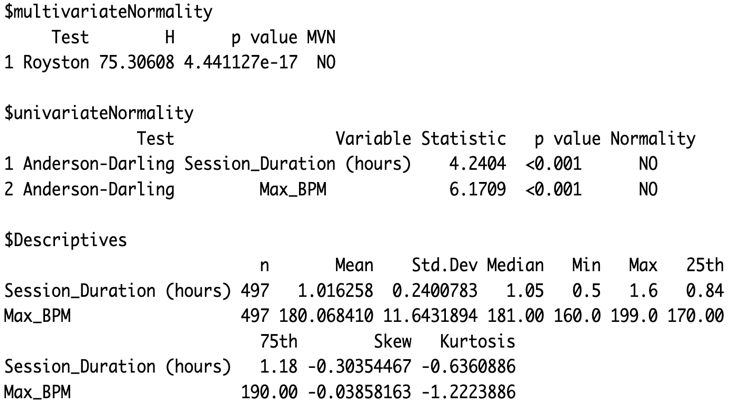 $multivariateNormality
     Test        H      p value MVN
1 Royston 75.30608 4.441127e-17  NO
$univariateNormality
              Test                 Variable Statistic   p value Normality
1 Anderson-Darling Session_Duration (hours)    4.2404  <0.001      NO
2 Anderson-Darling         Max_BPM             6.1709  <0.001      NO
$Descriptives
                           n       Mean    Std.Dev Median   Min   Max   25th
Session_Duration (hours) 497   1.016258  0.2400783   1.05   0.5   1.6   0.84
Max_BPM                  497 180.068410 11.6431894 181.00 160.0 199.0 170.00
                           75th        Skew   Kurtosis
Session_Duration (hours)   1.18 -0.30354467 -0.6360886
Max_BPM                  190.00 -0.03858163 -1.2223886